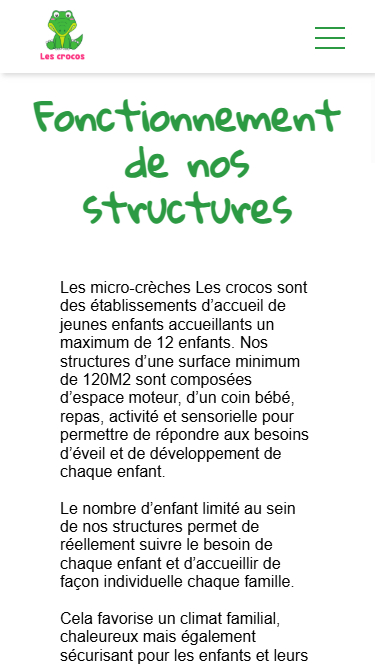 Les crocos
Fonctionnement
de nos
structures
Les micro-crèches Les crocos sont
des établissements d’accueil de
jeunes enfants accueillants un
maximum de 12 enfants. Nos
structures d’une surface minimum
de 120M2 sont composées
d’espace moteur, d’un coin bébé,
repas, activité et sensorielle pour
permettre de répondre aux besoins
d’éveil et de développement de
chaque enfant.
Le nombre d’enfant limité au sein
de nos structures permet de
réellement suivre le besoin de
chaque enfant et d’accueillir de
façon individuelle chaque famille.
Cela favorise un climat familial,
chaleureux mais également
sécurisant pour les enfants et leurs